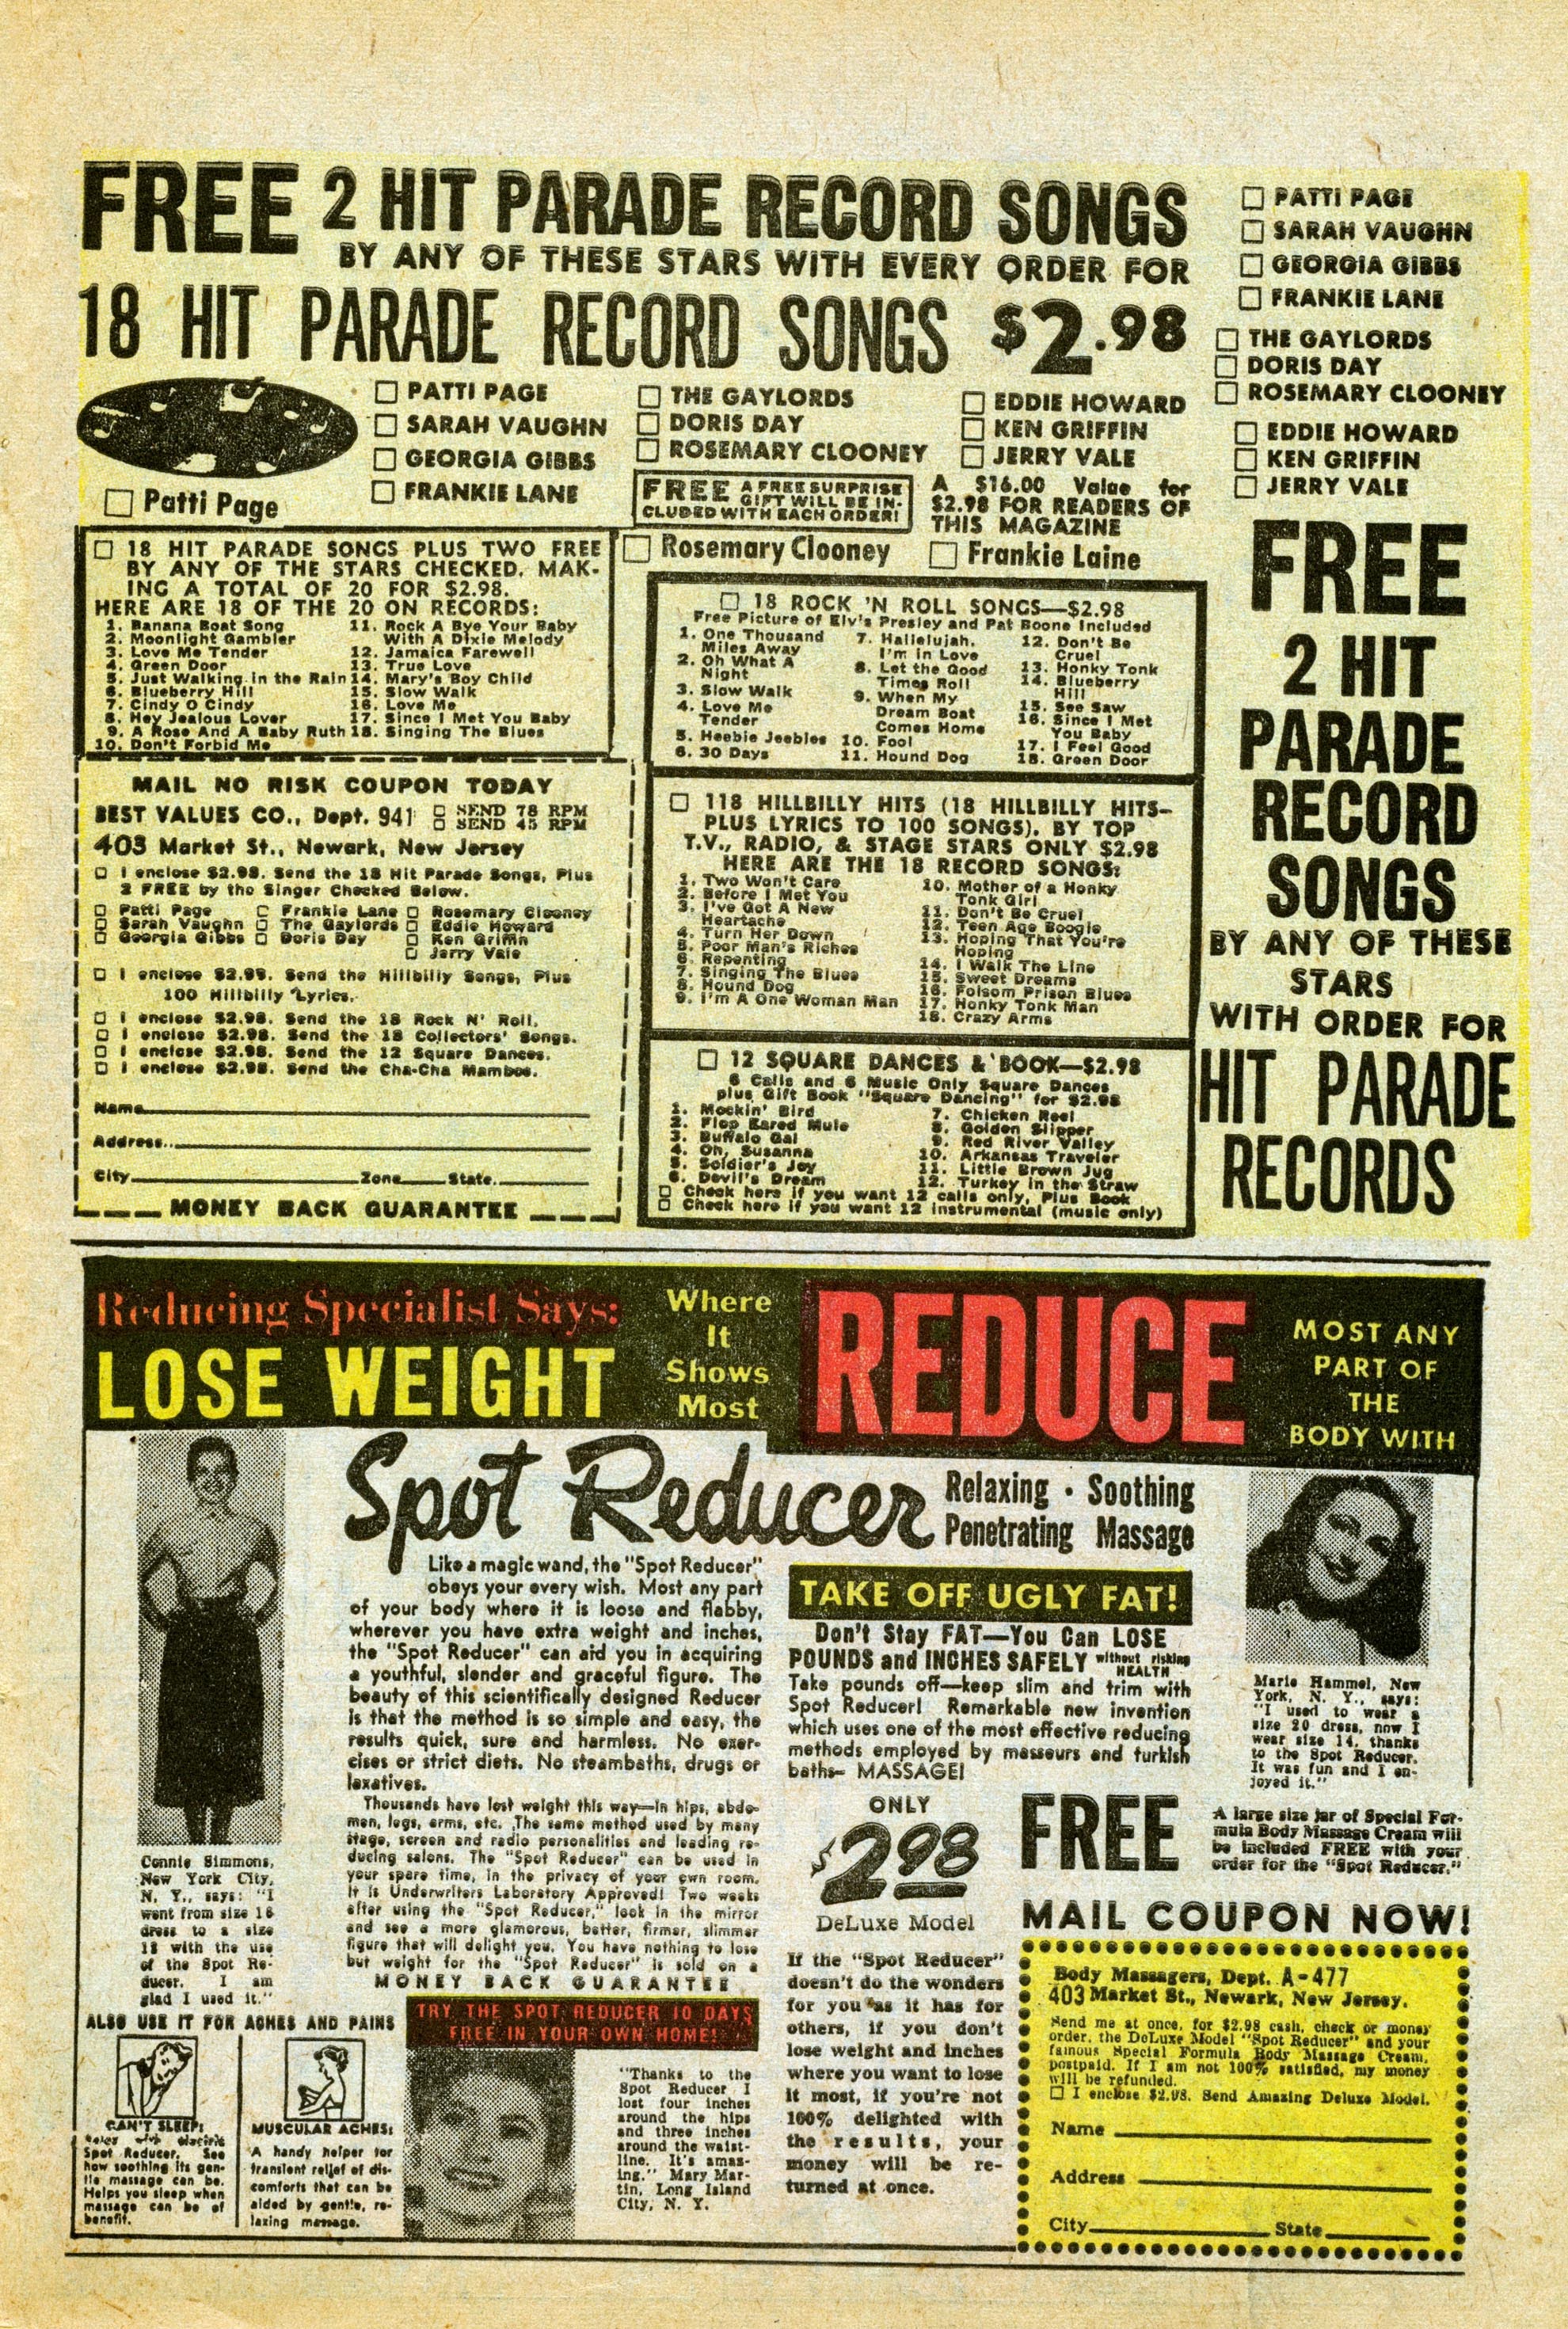 FREE 2 HIT PARADE RECORD SONGS
BY ANY OF THESE STARS WITH EVERY ORDER FOR
18 HIT PARADE RECORD SONGS $2.98
☐ PATTI PAGE
☐ SARAH VAUGHN
☐ GEORGIA GIBBS
☐ FRANKIE LANE
☐ THE GAYLORDS
☐ DORIS DAY
☐ ROSEMARY CLOONEY
☐ EDDIE HOWARD
☐ KEN GRIFFIN
☐ JERRY VALE
☐ Patti Page
FREE A FREE SURPRISE
GIFT WILL BE IN-
CLUDED WITH EACH ORDER!
A $16.00 Value for
$2.98 FOR READERS OF
THIS MAGAZINE
☐ Rosemary Clooney
☐ Frankie Laine
☐ 18 HIT PARADE SONGS PLUS TWO FREE
BY ANY OF THE STARS CHECKED. MAK-
ING A TOTAL OF 20 FOR $2.98.
HERE ARE 18 OF THE 20 ON RECORDS:
1. Banana Boat Song
2. Moonlight Gambler
3. Love Me Tender
4. Green Door
5. Just Walking in the Rain
6. Blueberry Hill
7. Cindy O Cindy
8. Hey Jealous Lover
9. A Rose And A Baby Ruth
10. Don't Forbid Me
11. Rock A Bye Your Baby
With A Dixie Melody
12. Jamaica Farewell
13. True Love
14. Mary's Boy Child
15. Slow Walk
16. Love Me
17. Since I Met You Baby
18. Singing The Blues
MAIL NO RISK COUPON TODAY
BEST VALUES CO., Dept. 941
☐ SEND 78 RPM
☐ SEND 45 RPM
403 Market St., Newark, New Jersey
☐ I enclose $2.98. Send the 18 Hit Parade Songs, Plus
2 FREE by the Singer Checked Below.
☐ Patti Page ☐ Frankie Lane ☐ Rosemary Clooney
☐ Sarah Vaughn ☐ The Gaylords ☐ Eddie Howard
☐ Georgia Gibbs ☐ Doris Day ☐ Ken Griffin
☐ Jerry Vale
☐ I enclose $2.98. Send the Hillbilly Songs, Plus
100 Hillbilly Lyrics.
☐ I enclose $2.98. Send the 18 Rock N' Roll.
☐ I enclose $2.98. Send the 18 Collectors' Songs.
☐ I enclose $2.98. Send the 12 Square Dances.
☐ I enclose $2.98. Send the Cha-Cha Mambos.
Name
Address
City Zone State
MONEY BACK GUARANTEE
☐ 18 ROCK 'N ROLL SONGS—$2.98
Free Picture of Elv's Presley and Pat Boone Included
1. One Thousand
Miles Away
2. Oh What A
Night
3. Slow Walk
4. Love Me
Tender
5. Heebie Jeebies
6. 30 Days
7. Hallelujah,
I'm in Love
8. Let the Good
Times Roll
9. When My
Dream Boat
Comes Home
10. Fool
11. Hound Dog
12. Don't Be
Cruel
13. Honky Tonk
14. Blueberry
Hill
15. See Saw
16. Since I Met
You Baby
17. I Feel Good
18. Green Door
☐ 118 HILLBILLY HITS (18 HILLBILLY HITS—
PLUS LYRICS TO 100 SONGS). BY TOP
T.V., RADIO, & STAGE STARS ONLY $2.98
HERE ARE THE 18 RECORD SONGS:
1. Two Won't Care
2. Before I Met You
3. I've Got A New
Heartache
4. Turn Her Down
5. Poor Man's Riches
6. Repenting
7. Singing The Blues
8. Hound Dog
9. I'm A One Woman Man
10. Mother of a Honky
Tonk Girl
11. Don't Be Cruel
12. Teen Age Boogie
13. Hoping That You're
Hoping
14. I Walk The Line
15. Sweet Dreams
16. Folsom Prison Blues
17. Honky Tonk Man
18. Crazy Arms
☐ 12 SQUARE DANCES & BOOK—$2.98
6 Calls and 6 Music Only Square Dances
plus Gift Book "Square Dancing" for $2.98
1. Mockin' Bird
2. Flop Eared Mule
3. Buffalo Gal
4. Oh, Susanna
5. Soldier's Joy
6. Devil's Dream
7. Chicken Reel
8. Golden Slipper
9. Red River Valley
10. Arkansas Traveler
11. Little Brown Jug
12. Turkey in the Straw
☐ Check here if you want 12 calls only, Plus Book
☐ Check here if you want 12 instrumental (music only)
☐ PATTI PAGE
☐ SARAH VAUGHN
☐ GEORGIA GIBBS
☐ FRANKIE LANE
☐ THE GAYLORDS
☐ DORIS DAY
☐ ROSEMARY CLOONEY
☐ EDDIE HOWARD
☐ KEN GRIFFIN
☐ JERRY VALE
FREE
2 HIT
PARADE
RECORD
SONGS
BY ANY OF THESE
STARS
WITH ORDER FOR
HIT PARADE
RECORDS
Reducing Specialist Says:
LOSE WEIGHT
Where
It
Shows
Most
REDUCE
MOST ANY
PART OF
THE
BODY WITH
Spot Reducer
Relaxing • Soothing
Penetrating Massage
Like a magic wand, the "Spot Reducer"
obeys your every wish. Most any part
of your body where it is loose and flabby,
wherever you have extra weight and inches,
the "Spot Reducer" can aid you in acquiring
a youthful, slender and graceful figure. The
beauty of this scientifically designed Reducer
is that the method is so simple and easy, the
results quick, sure and harmless. No exer-
cises or strict diets. No steambaths, drugs or
laxatives.
Thousands have lost weight this way—in hips, abdo-
men, legs, arms, etc. The same method used by many
stage, screen and radio personalities and leading re-
ducing salons. The "Spot Reducer" can be used in
your spare time, in the privacy of your own room.
It is Underwriters Laboratory Approved! Two weeks
after using the "Spot Reducer," look in the mirror
and see a more glamorous, better, firmer, slimmer
figure that will delight you. You have nothing to lose
but weight for the "Spot Reducer" is sold on a
MONEY BACK GUARANTEE
Connie Simmons,
New York City,
N. Y., says: "I
went from size 16
dress to a size
12 with the use
of the Spot Re-
ducer. I am
glad I used it."
ALSO USE IT FOR ACHES AND PAINS
CAN'T SLEEP:
electric
Spot Reducer. See
how soothing its gen-
tle massage can be.
Helps you sleep when
massage can be of
benefit.
MUSCULAR ACHES:
A handy helper for
transient relief of dis-
comforts that can be
aided by gentle, re-
laxing massage.
TRY THE SPOT REDUCER 10 DAYS
FREE IN YOUR OWN HOME!
"Thanks to the
Spot Reducer I
lost four inches
around the hips
and three inches
around the waist-
line. It's amaz-
ing." Mary Mar-
tin, Long Island
City, N. Y.
TAKE OFF UGLY FAT!
Don't Stay FAT—You Can LOSE
POUNDS and INCHES SAFELY without risking HEALTH
Take pounds off—keep slim and trim with
Spot Reducer! Remarkable new invention
which uses one of the most effective reducing
methods employed by masseurs and turkish
baths—MASSAGE!
ONLY
$2.98
DeLuxe Model
If the "Spot Reducer"
doesn't do the wonders
for you as it has for
others, if you don't
lose weight and inches
where you want to lose
it most, if you're not
100% delighted with
the results, your
money will be re-
turned at once.
Marie Hammel, New
York, N. Y., says:
"I used to wear a
size 20 dress, now I
wear size 14, thanks
to the Spot Reducer.
It was fun and I en-
joyed it."
FREE
A large size jar of Special For-
mula Body Massage Cream will
be included FREE with your
order for the "Spot Reducer."
MAIL COUPON NOW!
Body Massagers, Dept. A-477
403 Market St., Newark, New Jersey.
Send me at once, for $2.98 cash, check or money
order, the DeLuxe Model "Spot Reducer" and your
famous Special Formula Body Massage Cream,
postpaid. If I am not 100% satisfied, my money
will be refunded.
☐ I enclose $2.98. Send Amazing Deluxe Model.
Name
Address
City State